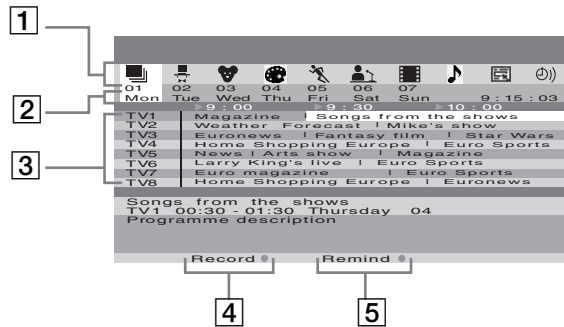 1
01 02 03 04 05 06 07
2
Mon Tue Wed Thu Fri Sat Sun 9 : 15 : 03
9 : 00 9 : 30 10 : 00
TV1 Magazine Songs from the shows
TV2 Weather Forecast Mike's show
TV3 Euronews Fantasy film Star Wars
3
TV4 Home Shopping Europe Euro Sports
TV5 News Arts show Magazine
TV6 Larry King's live Euro Sports
TV7 Euro magazine Euro Sports
TV8 Home Shopping Europe Euronews
Songs from the shows
TV1 00:30 - 01:30 Thursday 04
Programme description
Record Remind
4 5